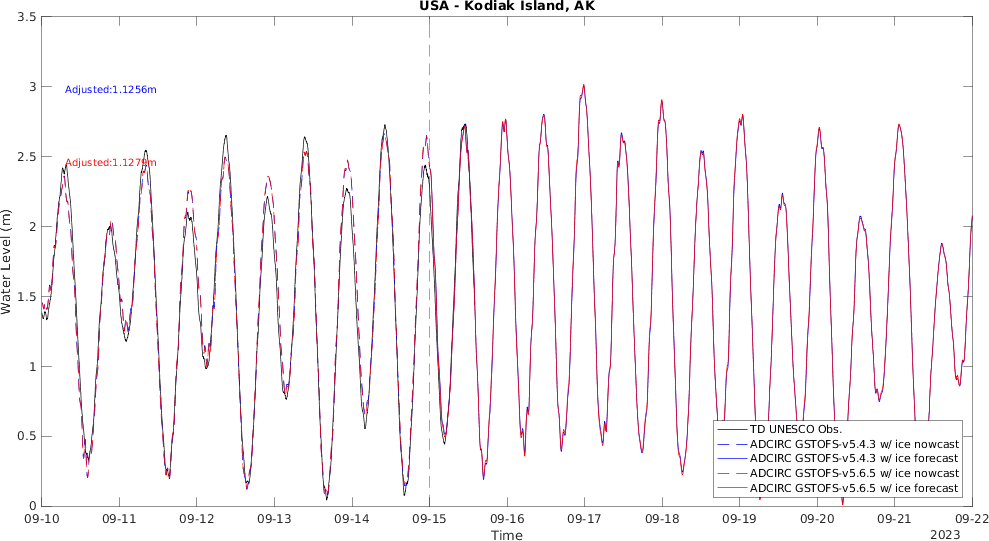 USA - Kodiak Island, AK
3.5
3
2.5
2
1.5
1
0.5
0
Water Level (m)
Adjusted:1.1256m
Adjusted:1.1279m
TD UNESCO Obs.
ADCIRC GSTOFS-v5.4.3 w/ ice nowcast
ADCIRC GSTOFS-v5.4.3 w/ ice forecast
ADCIRC GSTOFS-v5.6.5 w/ ice nowcast
ADCIRC GSTOFS-v5.6.5 w/ ice forecast
09-10 09-11 09-12 09-13 09-14 09-15 09-16 09-17 09-18 09-19 09-20 09-21 09-22
Time
2023